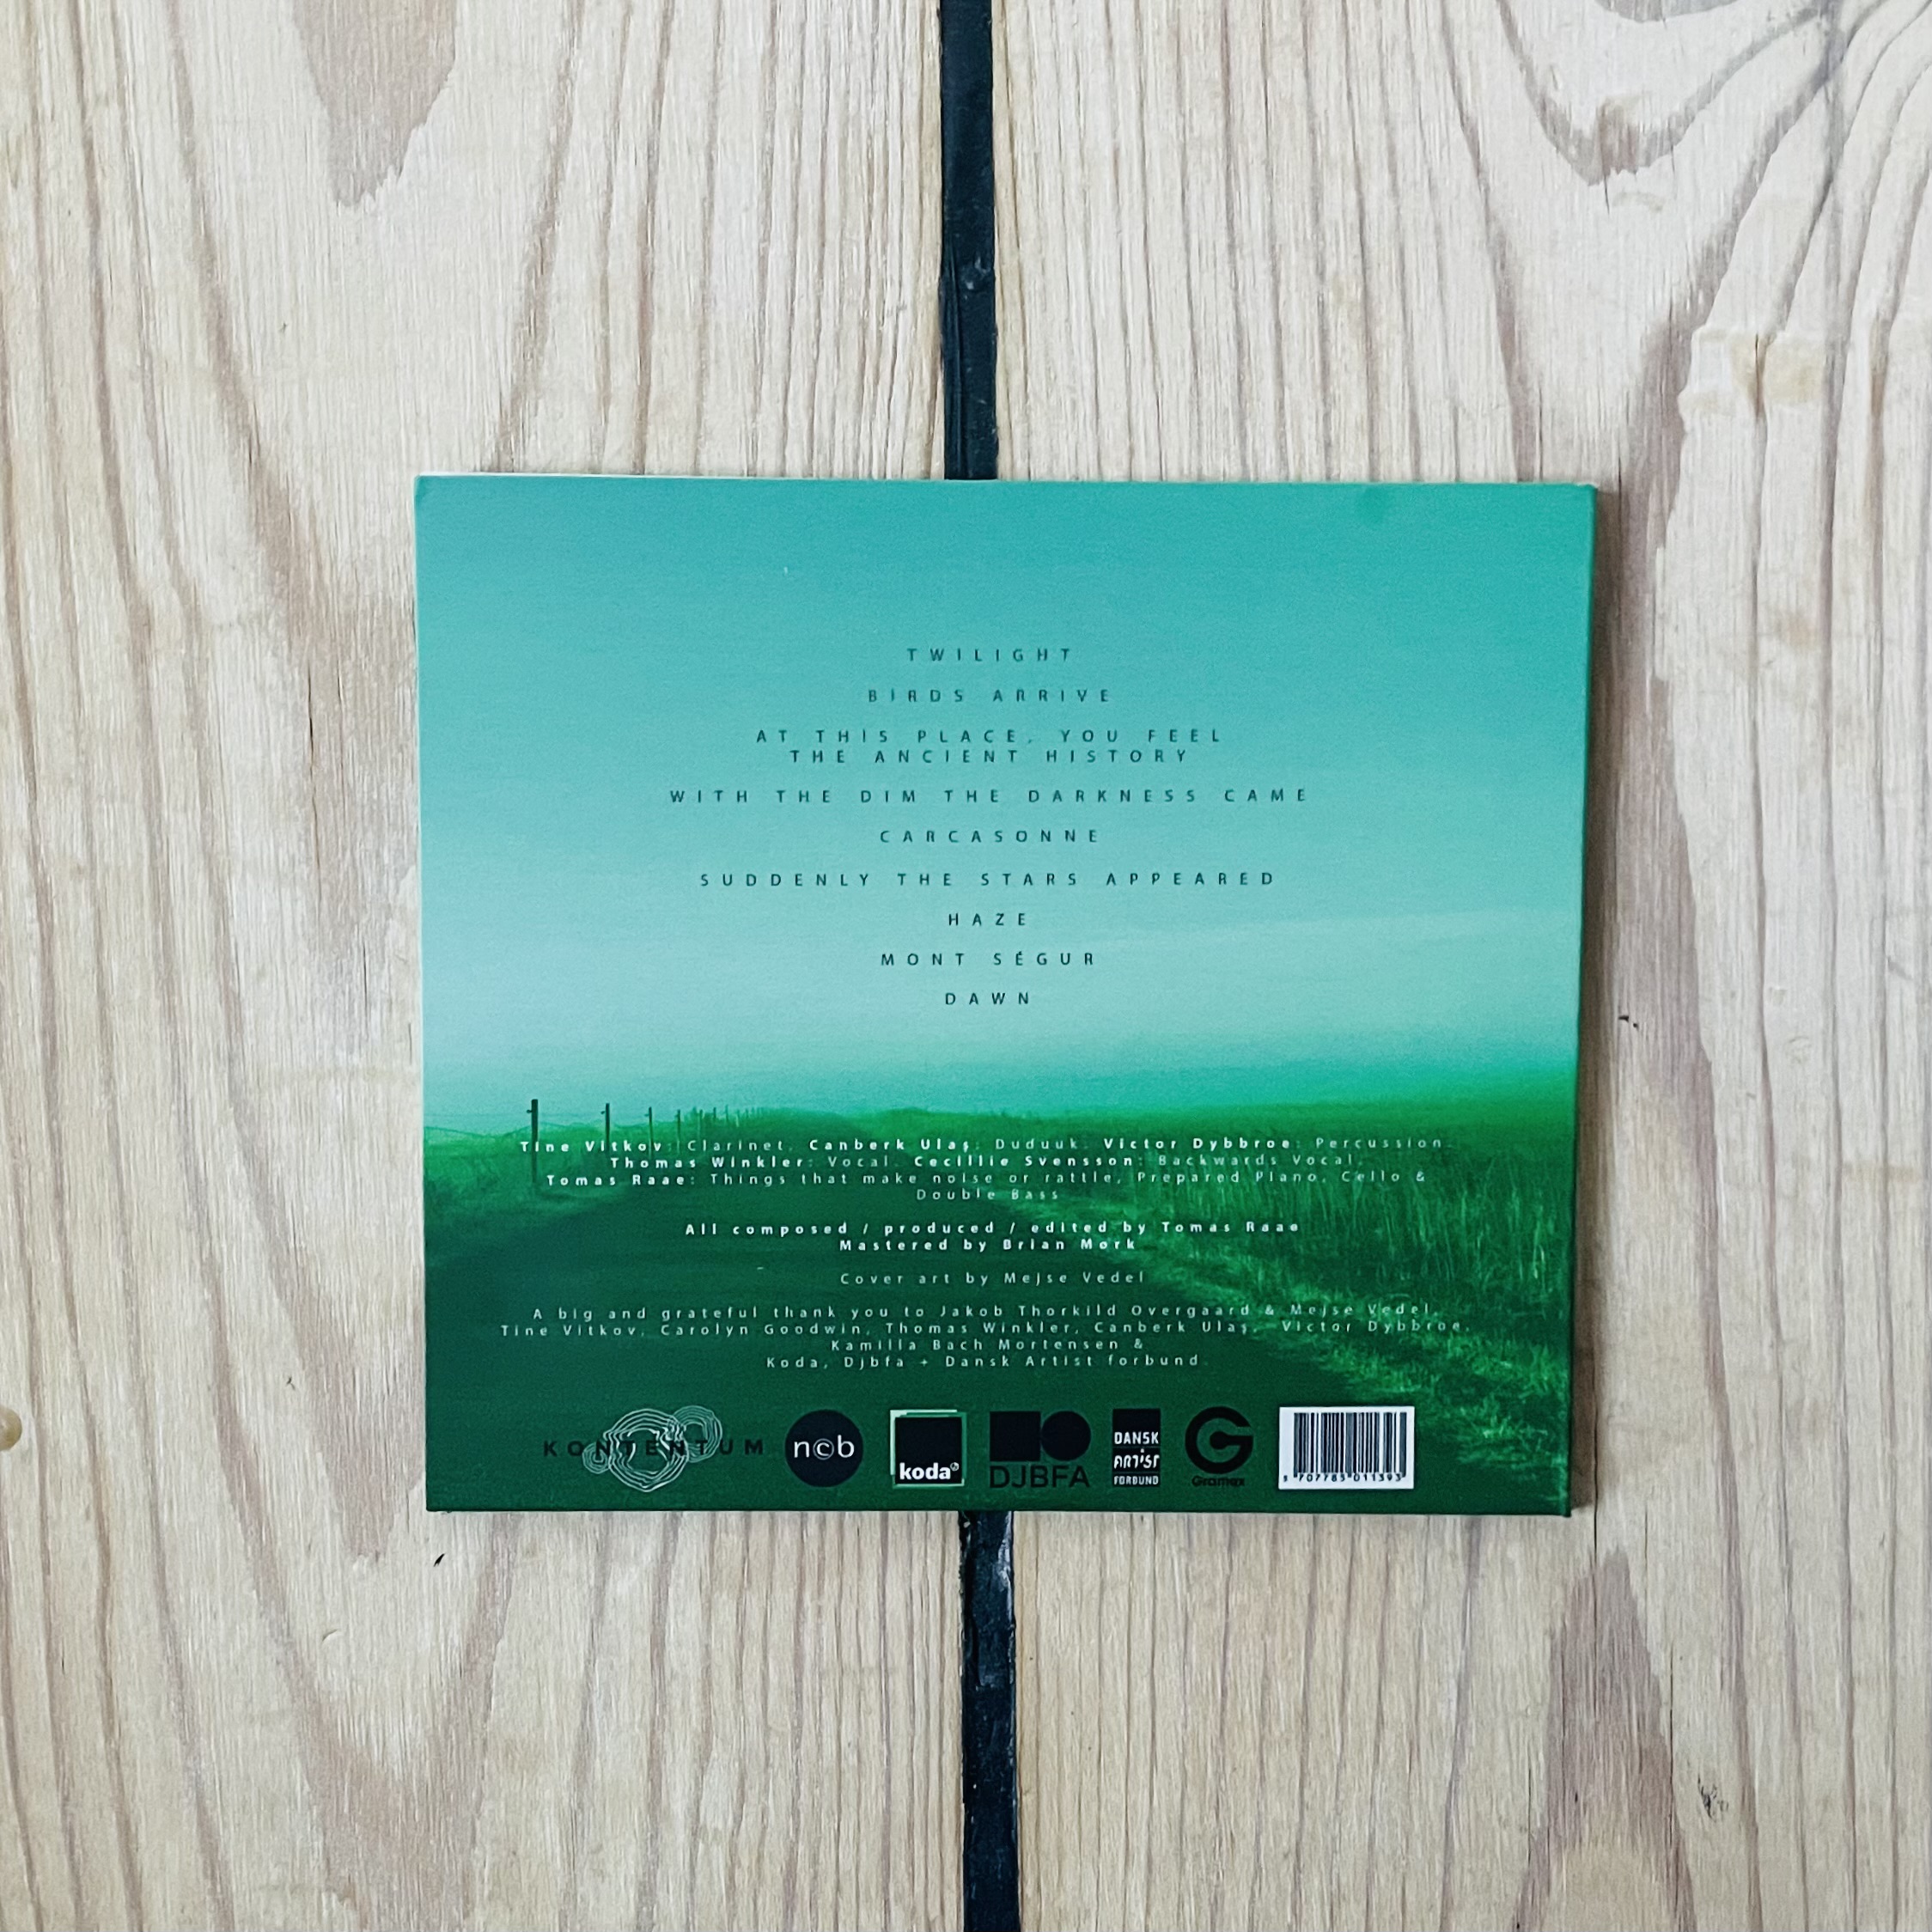 TWILIGHT
BIRDS ARRIVE
AT THIS PLACE, YOU FEEL
THE ANCIENT HISTORY
WITH THE DIM THE DARKNESS CAME
CARCASONNE
SUDDENLY THE STARS APPEARED
HAZE
MONT SÉGUR
DAWN
Tine Vitkov: Clarinet, Canberk Ulaş: Duduuk, Victor Dybbroe: Percussion,
Thomas Winkler: Vocal, Cecillie Svensson: Backwards Vocal,
Tomas Raae: Things that make noise or rattle, Prepared Piano, Cello &
Double Bass
All composed / produced / edited by Tomas Raae
Mastered by Brian Mørk
Cover art by Mejse Vedel
A big and grateful thank you to Jakob Thorkild Overgaard & Mejse Vedel,
Tine Vitkov, Carolyn Goodwin, Thomas Winkler, Canberk Ulaş, Victor Dybbroe,
Kamilla Bach Mortensen &
Koda, Djbfa + Dansk Artist forbund.
KONTENTUM
n©b
koda
DJBFA
DANSK
ARTIST
FORBUND
Gramex
5 707785 011393